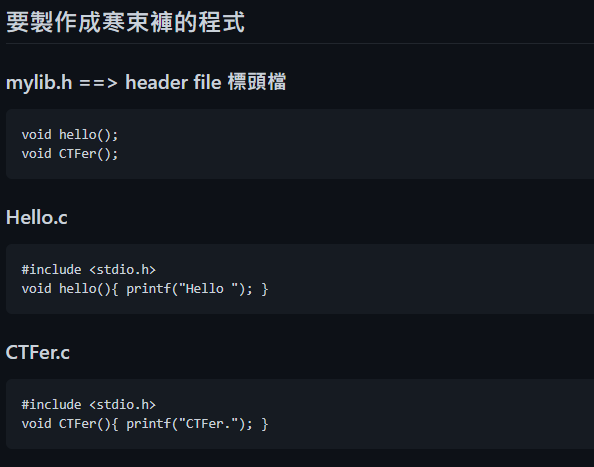 要製作成寒束褲的程式
mylib.h ==> header file 標頭檔
void hello();
void CTFer();
Hello.c
#include <stdio.h>
void hello(){ printf("Hello "); }
CTFer.c
#include <stdio.h>
void CTFer(){ printf("CTFer."); }